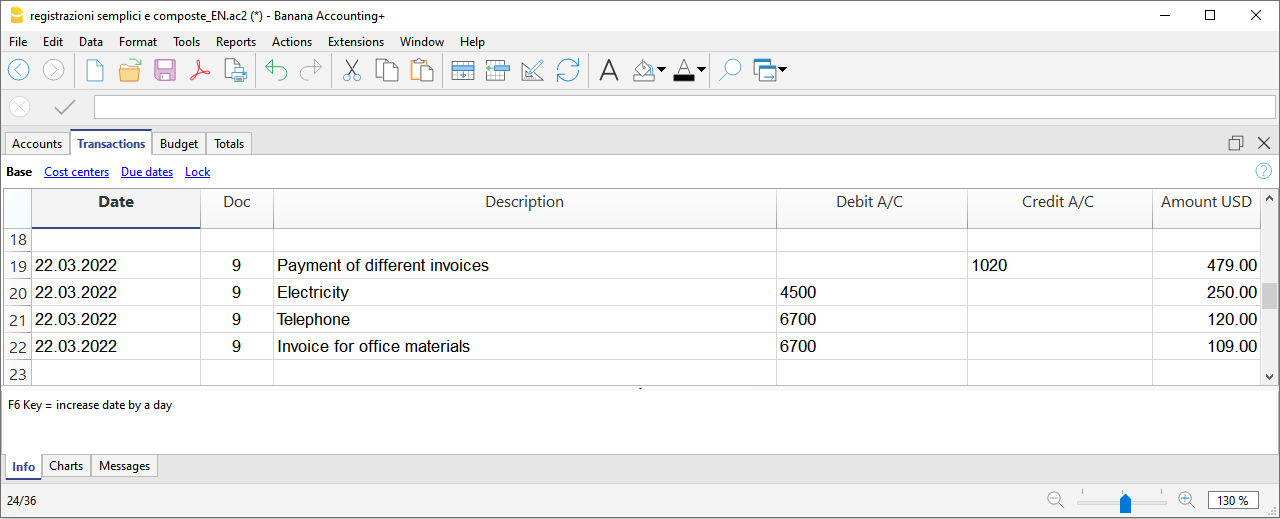 registrazioni semplici e composte_EN.ac2 (*) - Banana Accounting+
File Edit Data Format Tools Reports Actions Extensions Window Help
Accounts Transactions Budget Totals
Base Cost centers Due dates Lock
Date Doc Description Debit A/C Credit A/C Amount USD
18
19 22.03.2022 9 Payment of different invoices 1020 479.00
20 22.03.2022 9 Electricity 4500 250.00
21 22.03.2022 9 Telephone 6700 120.00
22 22.03.2022 9 Invoice for office materials 6700 109.00
23
F6 Key = increase date by a day
Info Charts Messages
24/36 130 %